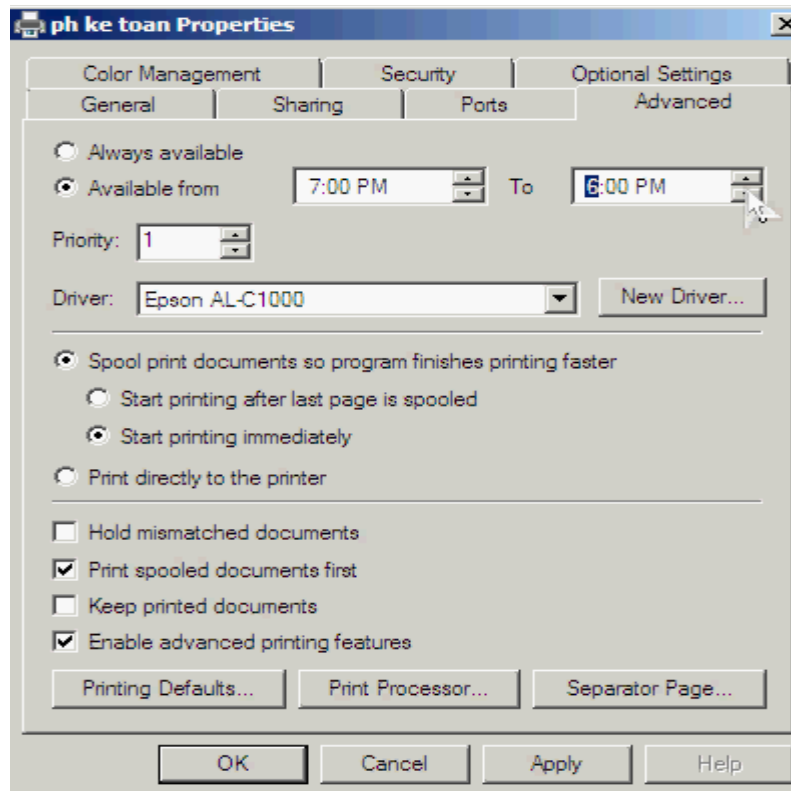 ph ke toan Properties
Color Management Security Optional Settings
General Sharing Ports Advanced
Always available
Available from 7:00 PM To 6:00 PM
Priority: 1
Driver: Epson AL-C1000 New Driver...
Spool print documents so program finishes printing faster
Start printing after last page is spooled
Start printing immediately
Print directly to the printer
Hold mismatched documents
Print spooled documents first
Keep printed documents
Enable advanced printing features
Printing Defaults... Print Processor... Separator Page...
OK Cancel Apply Help